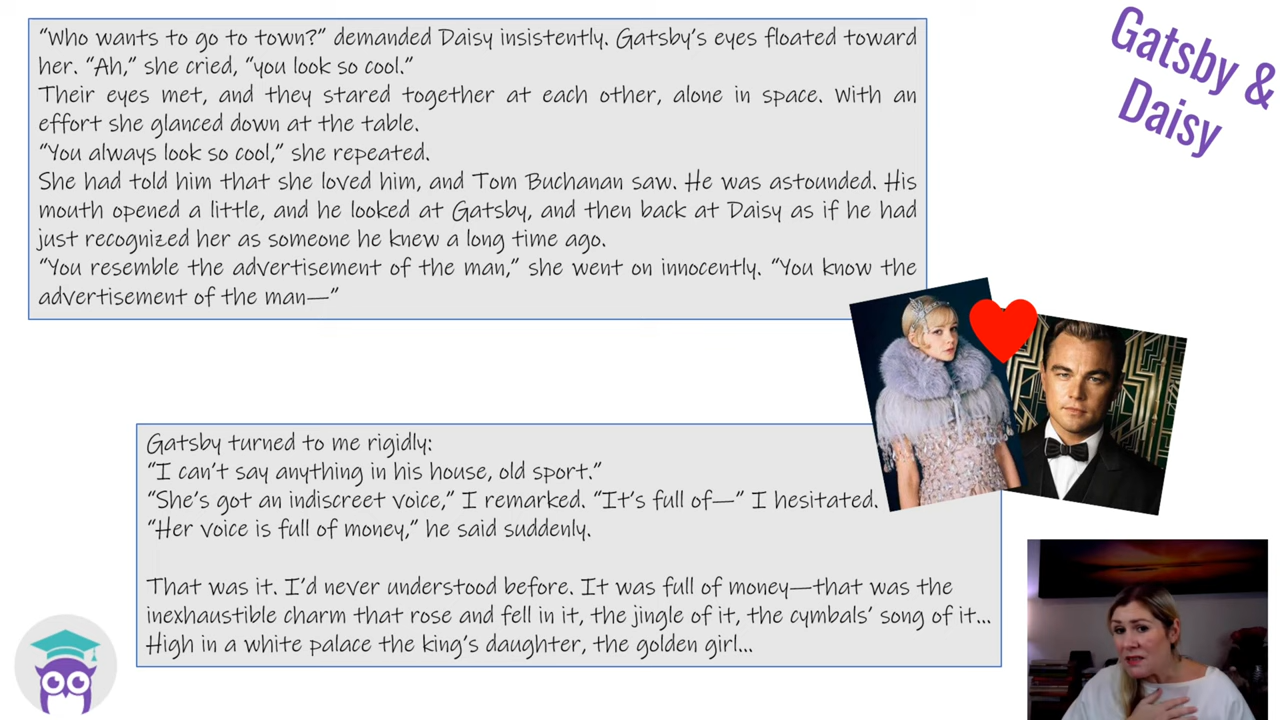 “Who wants to go to town?” demanded Daisy insistently. Gatsby’s eyes floated toward
her. “Ah,” she cried, “you look so cool.”
Their eyes met, and they stared together at each other, alone in space. With an
effort she glanced down at the table.
“You always look so cool,” she repeated.
She had told him that she loved him, and Tom Buchanan saw. He was astounded. His
mouth opened a little, and he looked at Gatsby, and then back at Daisy as if he had
just recognized her as someone he knew a long time ago.
“You resemble the advertisement of the man,” she went on innocently. “You know the
advertisement of the man—”
Gatsby &
Daisy
Gatsby turned to me rigidly:
“I can’t say anything in his house, old sport.”
“She’s got an indiscreet voice,” I remarked. “It’s full of—” I hesitated.
“Her voice is full of money,” he said suddenly.
That was it. I’d never understood before. It was full of money—that was the
inexhaustible charm that rose and fell in it, the jingle of it, the cymbals’ song of it...
High in a white palace the king’s daughter, the golden girl...